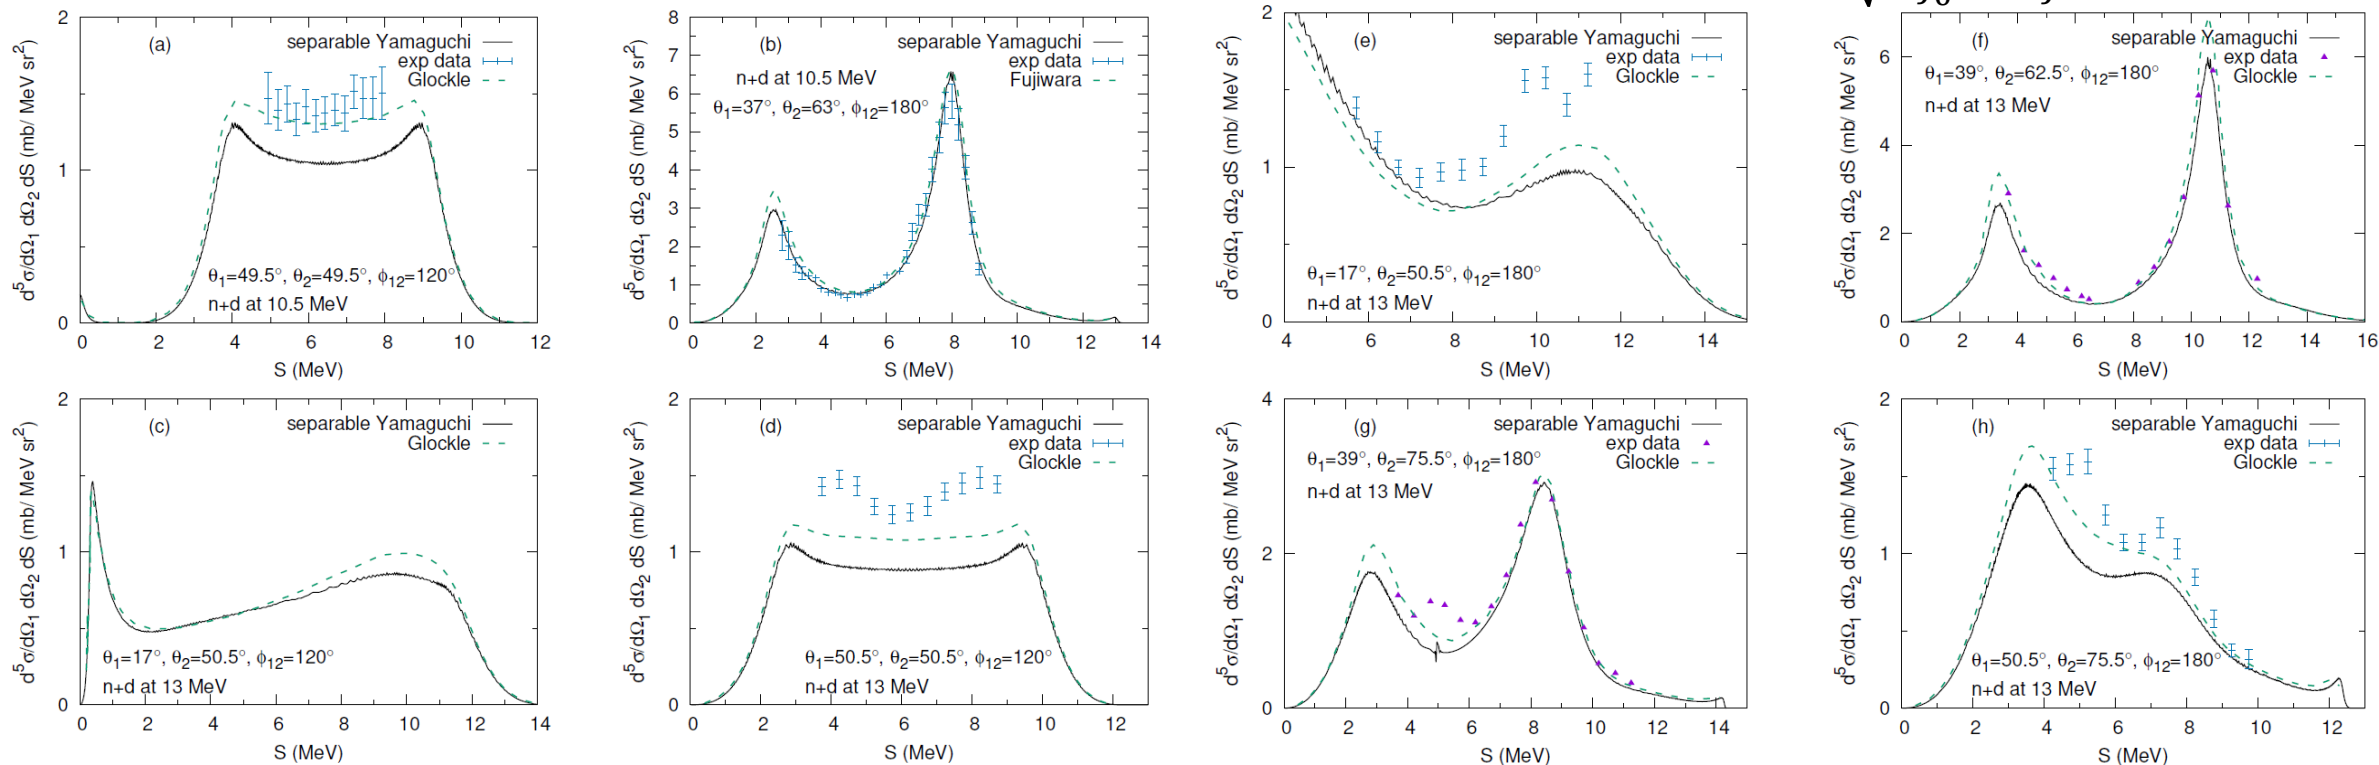 (a)
separable Yamaguchi
exp data
Glockle
θ1=49.5°, θ2=49.5°, ϕ12=120°
n+d at 10.5 MeV
d5σ/dΩ1 dΩ2 dS (mb/ MeV sr2)
2
1
0
0 2 4 6 8 10 12
S (MeV)
(b)
separable Yamaguchi
exp data
Fujiwara
n+d at 10.5 MeV
θ1=37°, θ2=63°, ϕ12=180°
d5σ/dΩ1 dΩ2 dS (mb/ MeV sr2)
8
7
6
5
4
3
2
1
0
0 2 4 6 8 10 12 14
S (MeV)
(e)
separable Yamaguchi
exp data
Glockle
θ1=17°, θ2=50.5°, ϕ12=180°
n+d at 13 MeV
d5σ/dΩ1 dΩ2 dS (mb/ MeV sr2)
2
1
0
4 6 8 10 12 14
S (MeV)
(f)
separable Yamaguchi
exp data
Glockle
θ1=39°, θ2=62.5°, ϕ12=180°
n+d at 13 MeV
d5σ/dΩ1 dΩ2 dS (mb/ MeV sr2)
6
4
2
0
0 2 4 6 8 10 12 14 16
S (MeV)
(c)
separable Yamaguchi
Glockle
θ1=17°, θ2=50.5°, ϕ12=120°
n+d at 13 MeV
d5σ/dΩ1 dΩ2 dS (mb/ MeV sr2)
2
1
0
0 2 4 6 8 10 12 14
S (MeV)
(d)
separable Yamaguchi
exp data
Glockle
θ1=50.5°, θ2=50.5°, ϕ12=120°
n+d at 13 MeV
d5σ/dΩ1 dΩ2 dS (mb/ MeV sr2)
2
1
0
0 2 4 6 8 10 12
S (MeV)
(g)
separable Yamaguchi
exp data
Glockle
θ1=39°, θ2=75.5°, ϕ12=180°
n+d at 13 MeV
d5σ/dΩ1 dΩ2 dS (mb/ MeV sr2)
4
2
0
0 2 4 6 8 10 12 14
S (MeV)
(h)
separable Yamaguchi
exp data
Glockle
θ1=50.5°, θ2=75.5°, ϕ12=180°
n+d at 13 MeV
d5σ/dΩ1 dΩ2 dS (mb/ MeV sr2)
2
1
0
0 2 4 6 8 10 12
S (MeV)